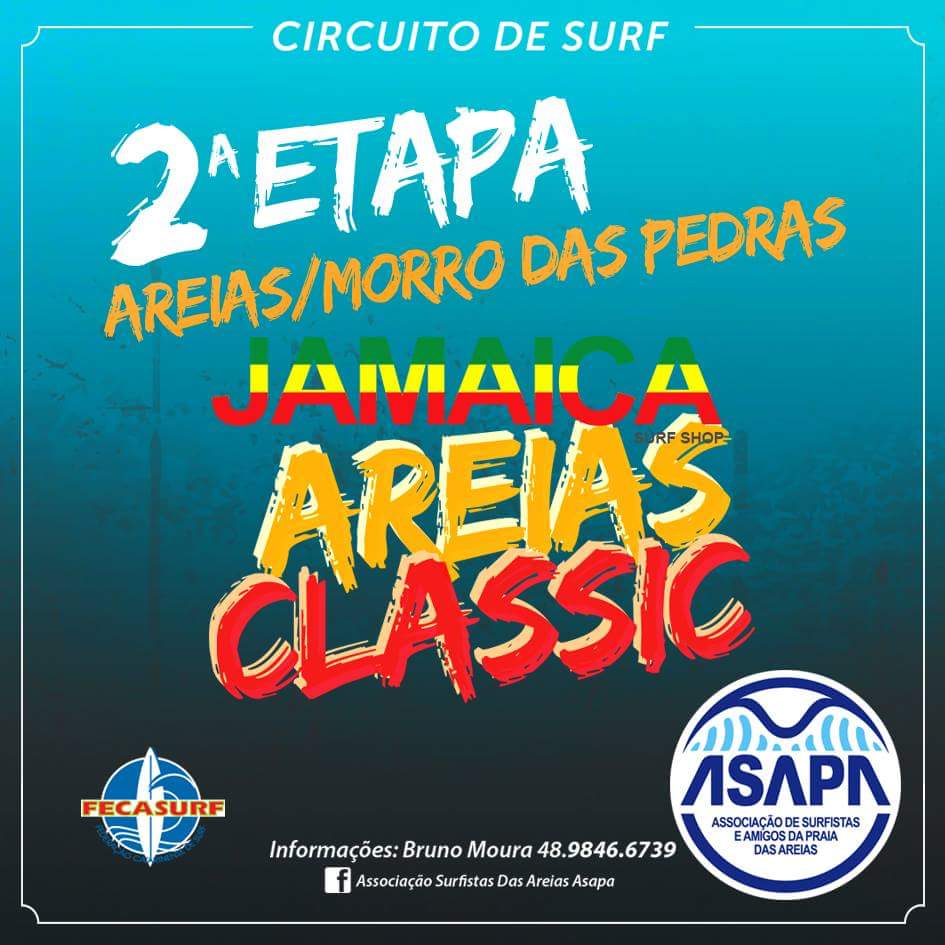 CIRCUITO DE SURF
2ª ETAPA
AREIAS/MORRO DAS PEDRAS
JAMAICA
SURF SHOP
AREIAS
CLASSIC
ASAPA
ASSOCIAÇÃO DE SURFISTAS
E AMIGOS DA PRAIA
DAS AREIAS
FECASURF
Informações: Bruno Moura 48.9846.6739
f Associação Surfistas Das Areias Asapa